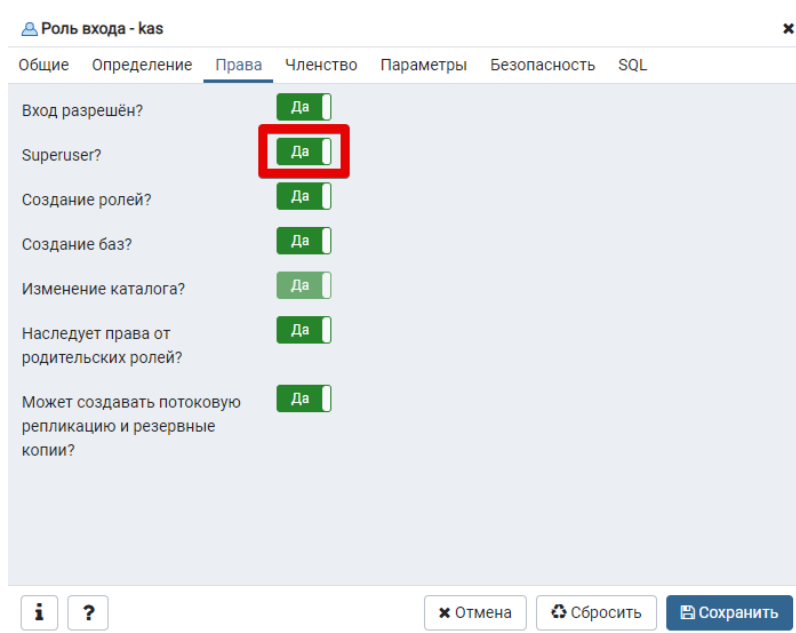 Роль входа - kas
Общие Определение Права Членство Параметры Безопасность SQL
Вход разрешён? Да
Superuser? Да
Создание ролей? Да
Создание баз? Да
Изменение каталога? Да
Наследует права от Да
родительских ролей?
Может создавать потоковую Да
репликацию и резервные
копии?
i ? Отмена Сбросить Сохранить